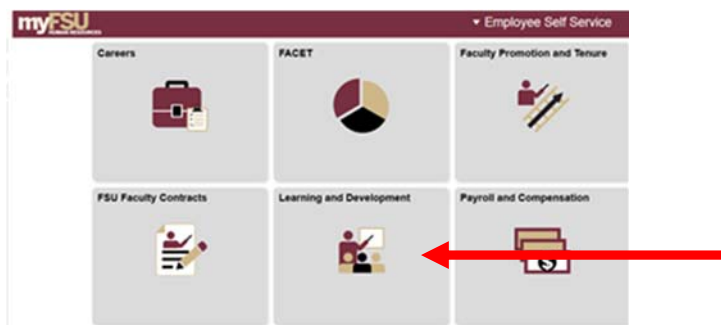 myFSU ▾ Employee Self Service
HUMAN RESOURCES
Careers FACET Faculty Promotion and Tenure
FSU Faculty Contracts Learning and Development Payroll and Compensation
$